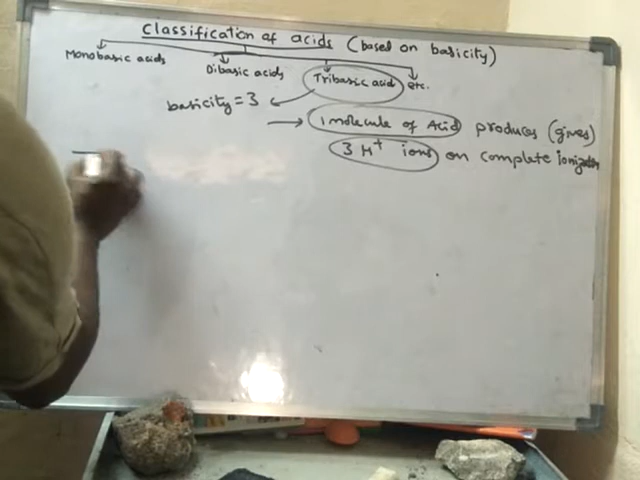 Classification of acids (based on basicity)
Monobasic acids
Dibasic acids
Tribasic acid
etc.
basicity = 3
→ 1 molecule of Acid produces (gives)
3 H⁺ ions on complete ionization